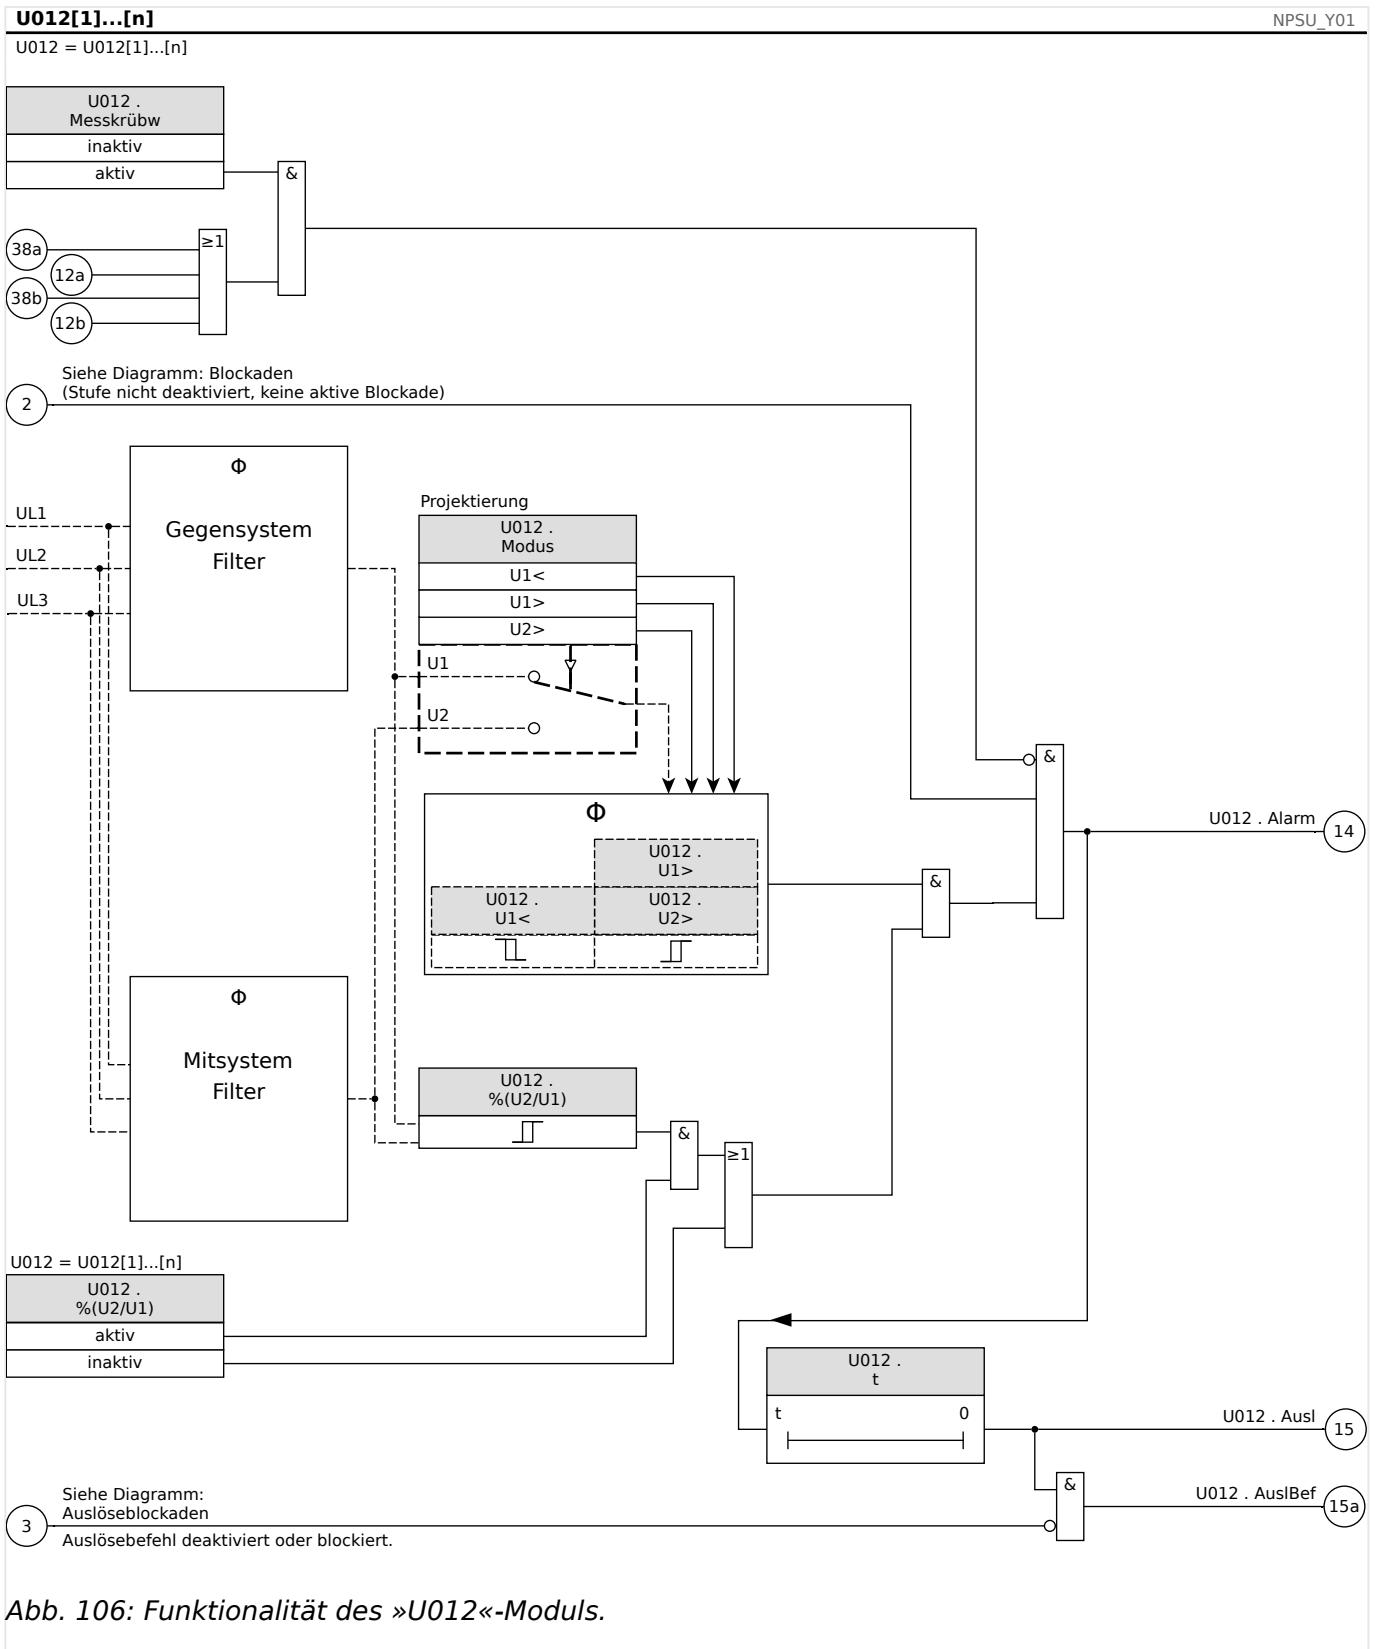 U012[1]...[n]
NPSU_Y01
U012 = U012[1]...[n]
U012 .
Messkrübw
inaktiv
aktiv
&
38a
≥1
12a
38b
12b
Siehe Diagramm: Blockaden
(Stufe nicht deaktiviert, keine aktive Blockade)
2
Φ
Gegensystem
Filter
UL1
UL2
UL3
Projektierung
U012 .
Modus
U1<
U1>
U2>
U1
U2
&
Φ
U012 .
U1>
U012 .
U1<
U012 .
U2>
&
U012 . Alarm
14
Φ
Mitsystem
Filter
U012 .
%(U2/U1)
&
≥1
U012 = U012[1]...[n]
U012 .
%(U2/U1)
aktiv
inaktiv
U012 .
t
t
0
U012 . Ausl
15
&
U012 . AuslBef
15a
Siehe Diagramm:
Auslöseblockaden
3
Auslösebefehl deaktiviert oder blockiert.
Abb. 106: Funktionalität des »U012«-Moduls.